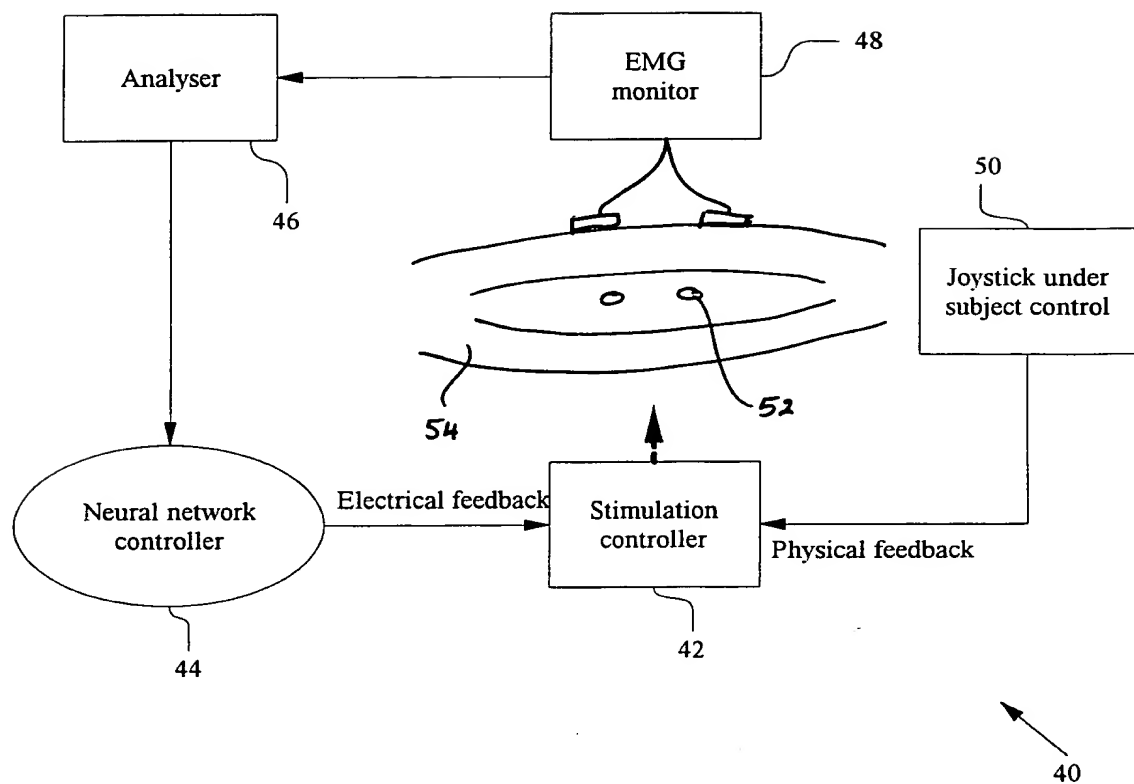 Analyser
EMG
monitor
48
46
50
Joystick under
subject control
54
52
Neural network
controller
Electrical feedback
Stimulation
controller
Physical feedback
44
42
40